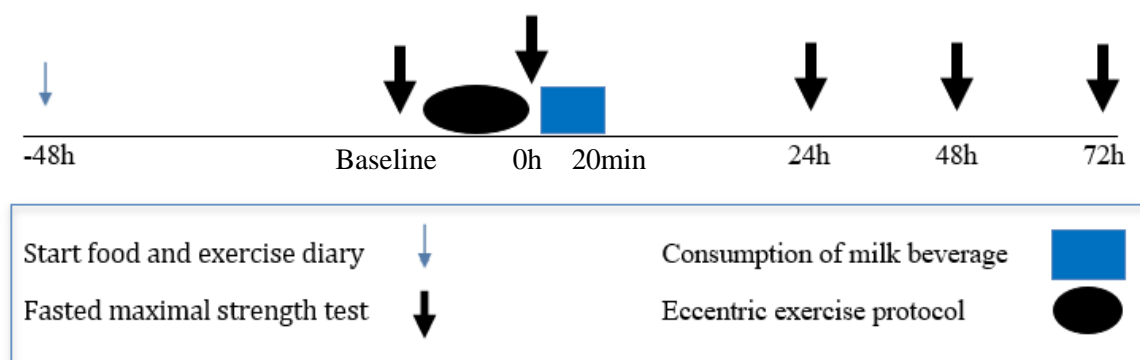 -48h Baseline 0h 20min 24h 48h 72h
Start food and exercise diary Consumption of milk beverage
Fasted maximal strength test Eccentric exercise protocol